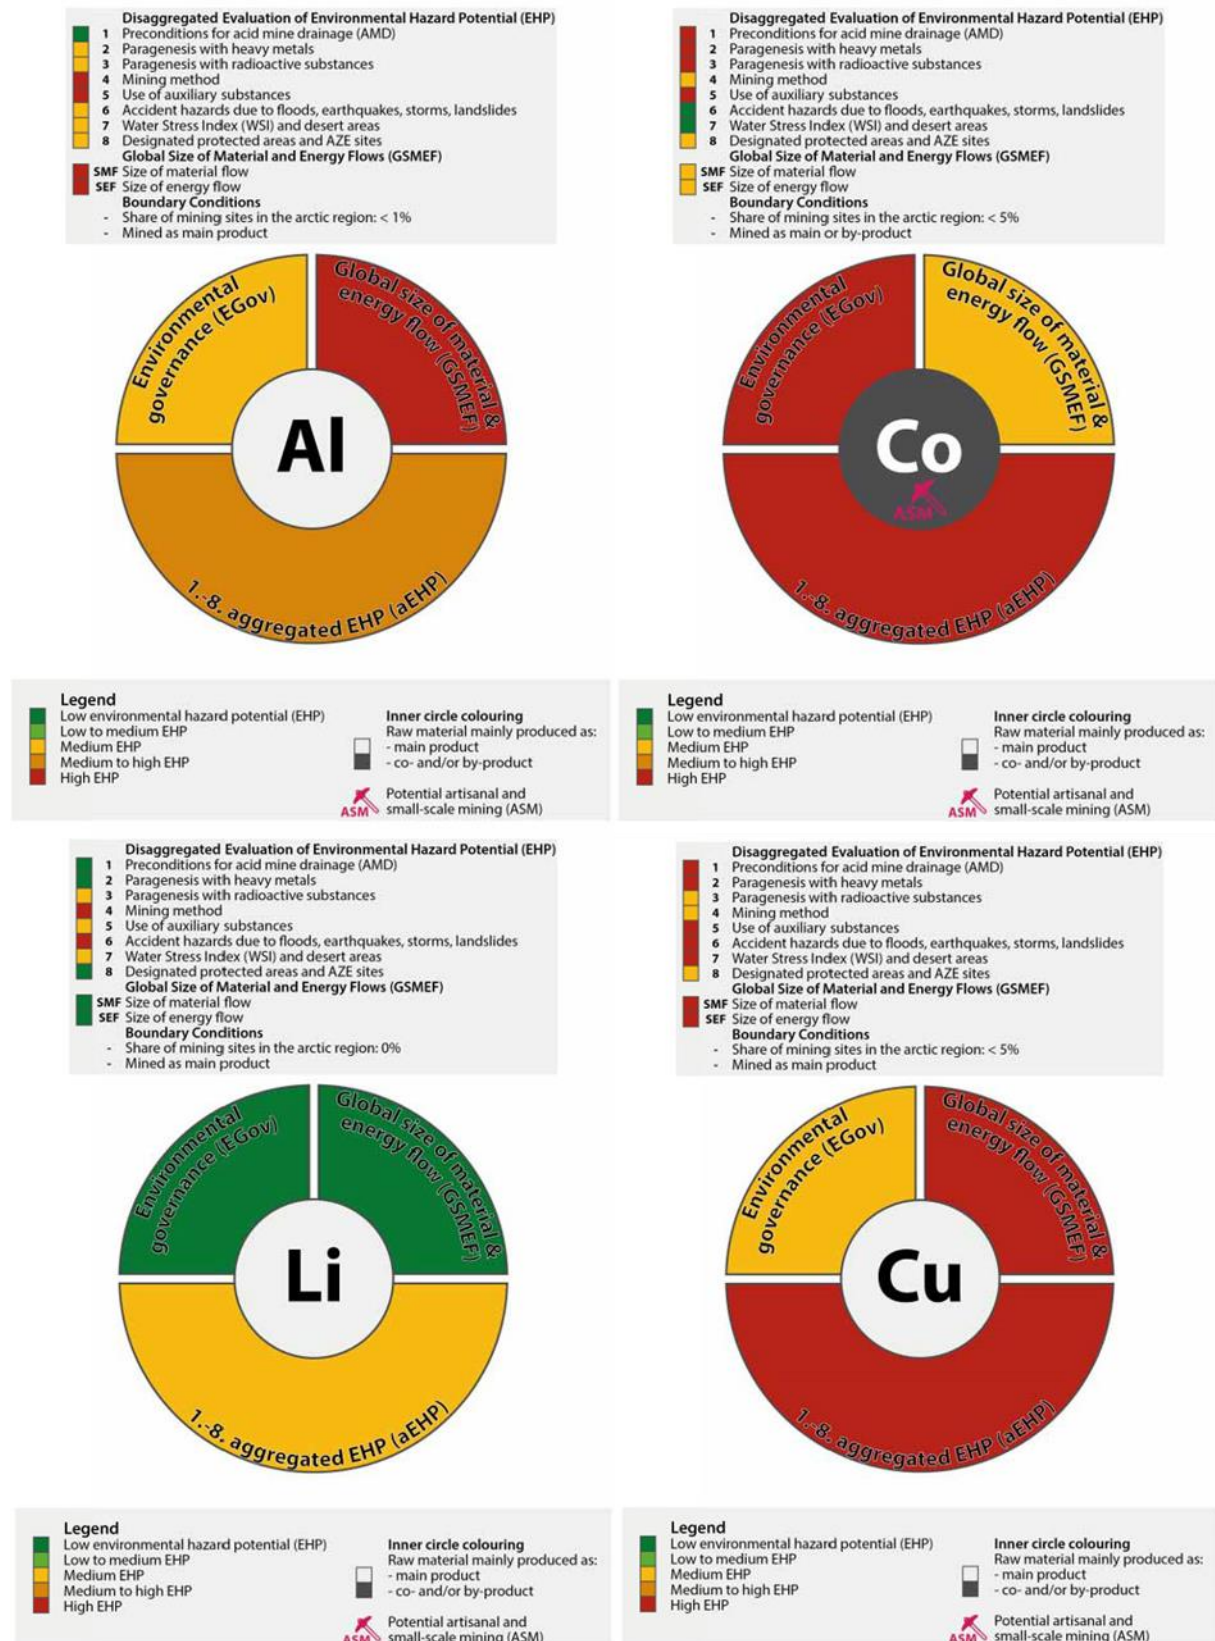 Disaggregated Evaluation of Environmental Hazard Potential (EHP)
1 Preconditions for acid mine drainage (AMD)
2 Paragenesis with heavy metals
3 Paragenesis with radioactive substances
4 Mining method
5 Use of auxiliary substances
6 Accident hazards due to floods, earthquakes, storms, landslides
7 Water Stress Index (WSI) and desert areas
8 Designated protected areas and AZE sites
Global Size of Material and Energy Flows (GSMEF)
SMF Size of material flow
SEF Size of energy flow
Boundary Conditions
- Share of mining sites in the arctic region: < 1%
- Mined as main product
Environmental
governance (EGov)
Global size of material &
energy flow (GSMEF)
Al
1.-8. aggregated EHP (aEHP)
Legend
Low environmental hazard potential (EHP)
Low to medium EHP
Medium EHP
Medium to high EHP
High EHP
Inner circle colouring
Raw material mainly produced as:
- main product
- co- and/or by-product
ASM
Potential artisanal and
small-scale mining (ASM)
Disaggregated Evaluation of Environmental Hazard Potential (EHP)
1 Preconditions for acid mine drainage (AMD)
2 Paragenesis with heavy metals
3 Paragenesis with radioactive substances
4 Mining method
5 Use of auxiliary substances
6 Accident hazards due to floods, earthquakes, storms, landslides
7 Water Stress Index (WSI) and desert areas
8 Designated protected areas and AZE sites
Global Size of Material and Energy Flows (GSMEF)
SMF Size of material flow
SEF Size of energy flow
Boundary Conditions
- Share of mining sites in the arctic region: < 5%
- Mined as main or by-product
Environmental
governance (EGov)
Global size of material &
energy flow (GSMEF)
Co
ASM
1.-8. aggregated EHP (aEHP)
Legend
Low environmental hazard potential (EHP)
Low to medium EHP
Medium EHP
Medium to high EHP
High EHP
Inner circle colouring
Raw material mainly produced as:
- main product
- co- and/or by-product
ASM
Potential artisanal and
small-scale mining (ASM)
Disaggregated Evaluation of Environmental Hazard Potential (EHP)
1 Preconditions for acid mine drainage (AMD)
2 Paragenesis with heavy metals
3 Paragenesis with radioactive substances
4 Mining method
5 Use of auxiliary substances
6 Accident hazards due to floods, earthquakes, storms, landslides
7 Water Stress Index (WSI) and desert areas
8 Designated protected areas and AZE sites
Global Size of Material and Energy Flows (GSMEF)
SMF Size of material flow
SEF Size of energy flow
Boundary Conditions
- Share of mining sites in the arctic region: 0%
- Mined as main product
Environmental
governance (EGov)
Global size of material &
energy flow (GSMEF)
Li
1.-8. aggregated EHP (aEHP)
Legend
Low environmental hazard potential (EHP)
Low to medium EHP
Medium EHP
Medium to high EHP
High EHP
Inner circle colouring
Raw material mainly produced as:
- main product
- co- and/or by-product
ASM
Potential artisanal and
small-scale mining (ASM)
Disaggregated Evaluation of Environmental Hazard Potential (EHP)
1 Preconditions for acid mine drainage (AMD)
2 Paragenesis with heavy metals
3 Paragenesis with radioactive substances
4 Mining method
5 Use of auxiliary substances
6 Accident hazards due to floods, earthquakes, storms, landslides
7 Water Stress Index (WSI) and desert areas
8 Designated protected areas and AZE sites
Global Size of Material and Energy Flows (GSMEF)
SMF Size of material flow
SEF Size of energy flow
Boundary Conditions
- Share of mining sites in the arctic region: < 5%
- Mined as main product
Environmental
governance (EGov)
Global size of material &
energy flow (GSMEF)
Cu
1.-8. aggregated EHP (aEHP)
Legend
Low environmental hazard potential (EHP)
Low to medium EHP
Medium EHP
Medium to high EHP
High EHP
Inner circle colouring
Raw material mainly produced as:
- main product
- co- and/or by-product
ASM
Potential artisanal and
small-scale mining (ASM)